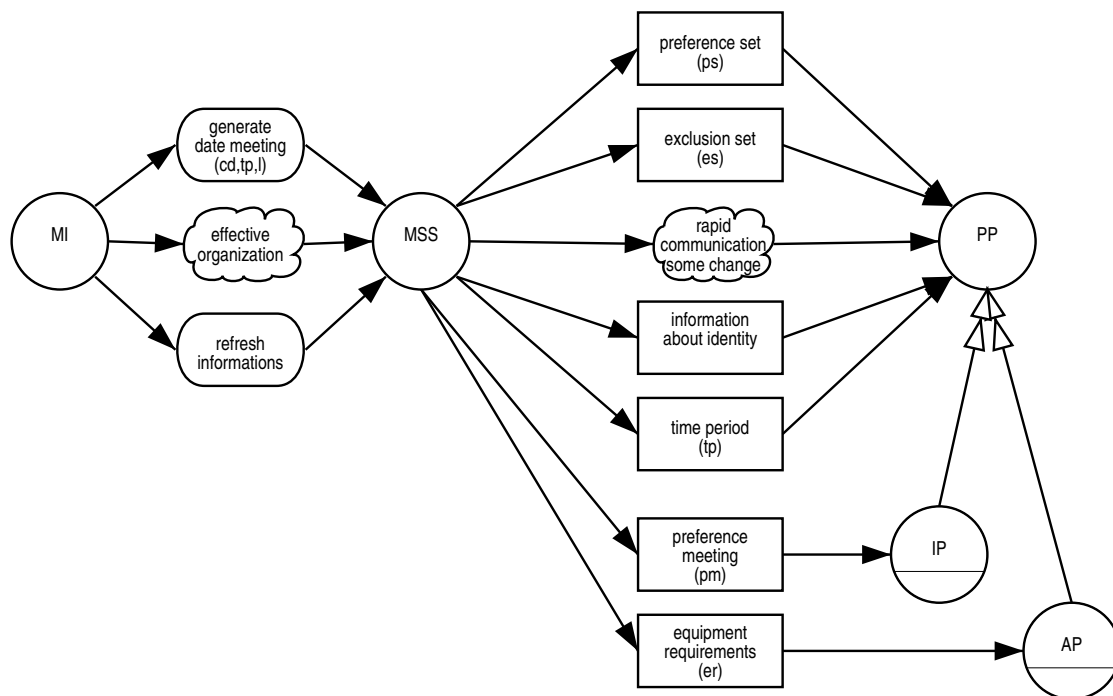 MI
generate
date meeting
(cd,tp,l)
effective
organization
refresh
informations
MSS
preference set
(ps)
exclusion set
(es)
rapid
communication
some change
information
about identity
time period
(tp)
preference
meeting
(pm)
equipment
requirements
(er)
PP
IP
AP